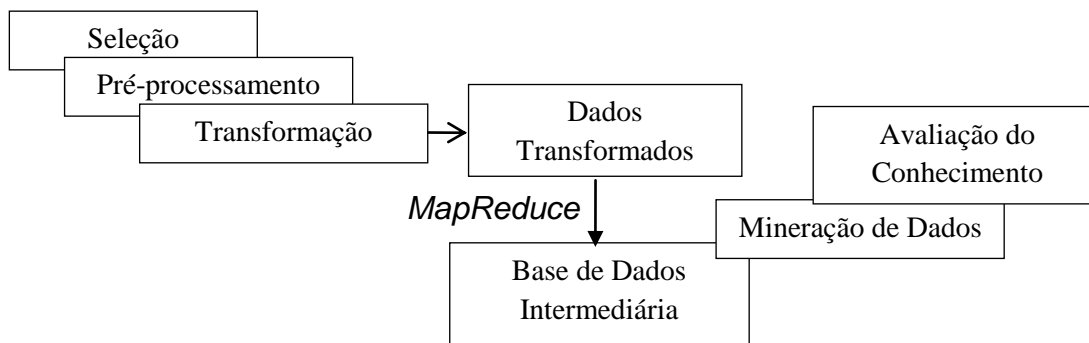 Seleção
Pré-processamento
Transformação
Dados
Transformados
MapReduce
Base de Dados
Intermediária
Mineração de Dados
Avaliação do
Conhecimento